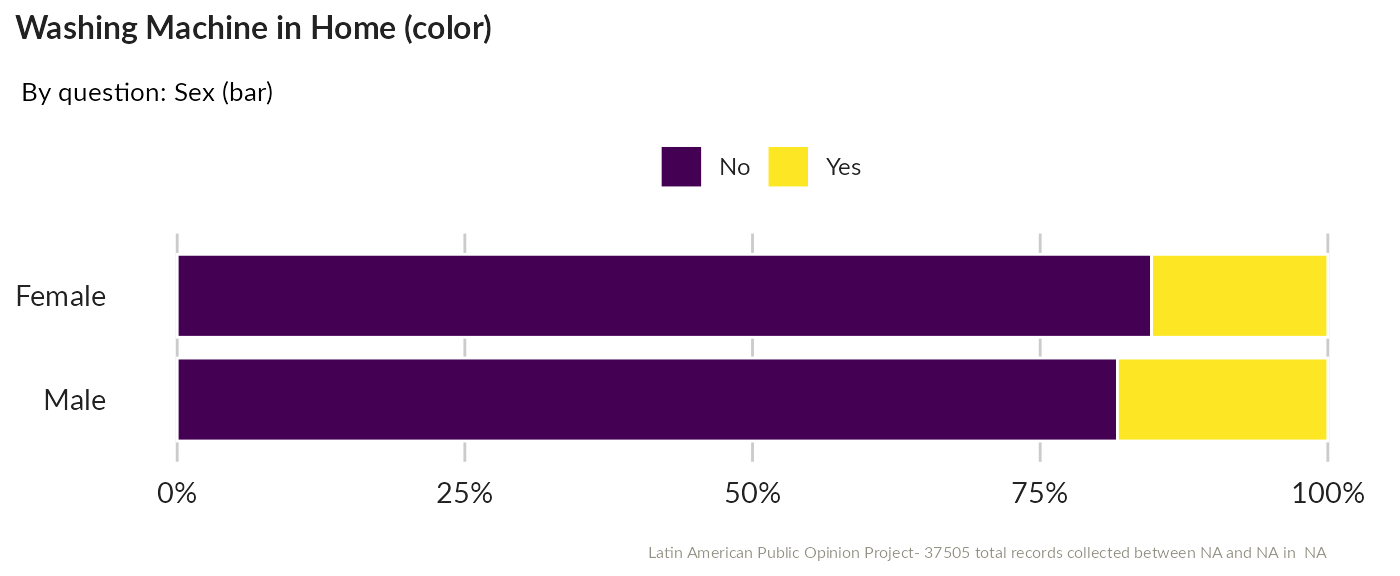 Washing Machine in Home (color)
By question: Sex (bar)
No Yes
Female
Male
0% 25% 50% 75% 100%
Latin American Public Opinion Project- 37505 total records collected between NA and NA in  NA